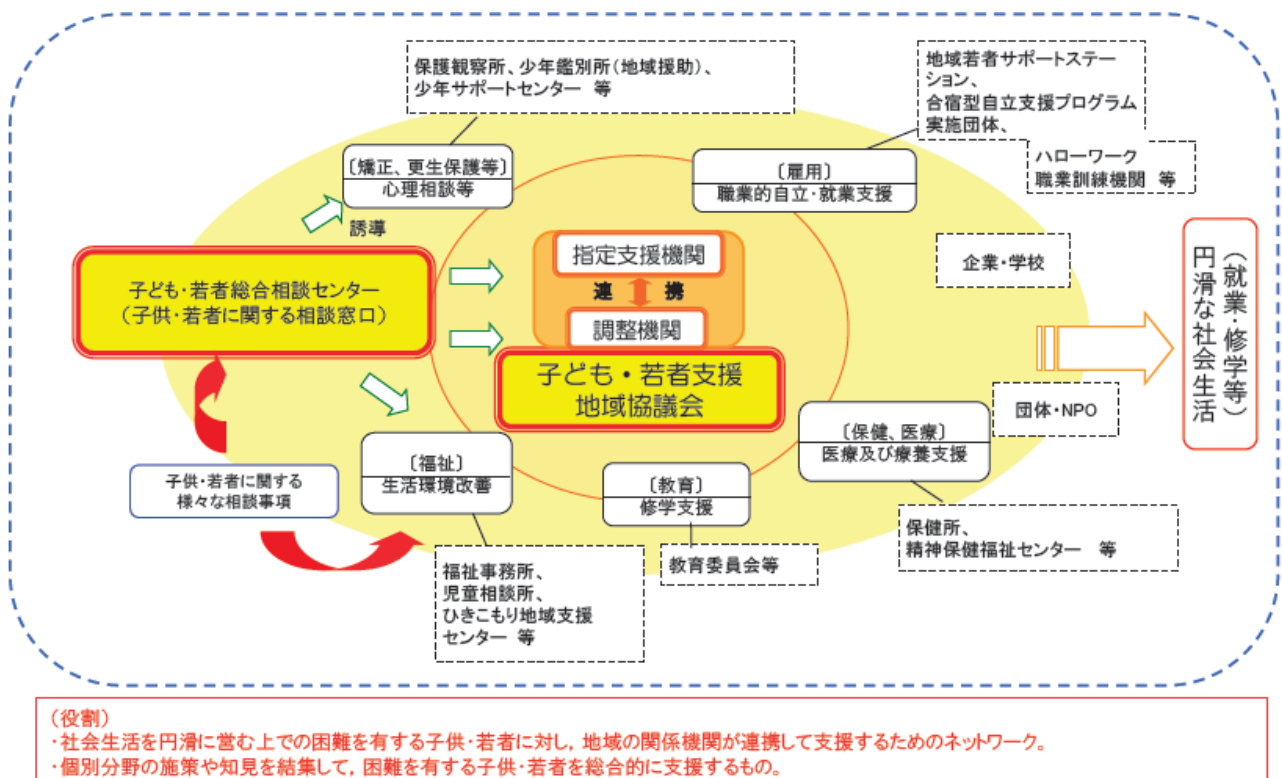 保護観察所、少年鑑別所(地域援助)、
少年サポートセンター 等
地域若者サポートステー
ション、
合宿型自立支援プログラム
実施団体、
ハローワーク
職業訓練機関 等
〔矯正、更生保護等〕
心理相談等
〔雇用〕
職業的自立・就業支援
誘導
指定支援機関
連 携
調整機関
企業・学校
子ども・若者総合相談センター
(子供・若者に関する相談窓口)
子ども・若者支援
地域協議会
円滑な社会生活
(就業・修学等)
団体・NPO
〔保健、医療〕
医療及び療養支援
〔福祉〕
生活環境改善
〔教育〕
修学支援
子供・若者に関する
様々な相談事項
保健所、
精神保健福祉センター 等
教育委員会等
福祉事務所、
児童相談所、
ひきこもり地域支援
センター 等
(役割)
・社会生活を円滑に営む上での困難を有する子供・若者に対し，地域の関係機関が連携して支援するためのネットワーク。
・個別分野の施策や知見を結集して，困難を有する子供・若者を総合的に支援するもの。